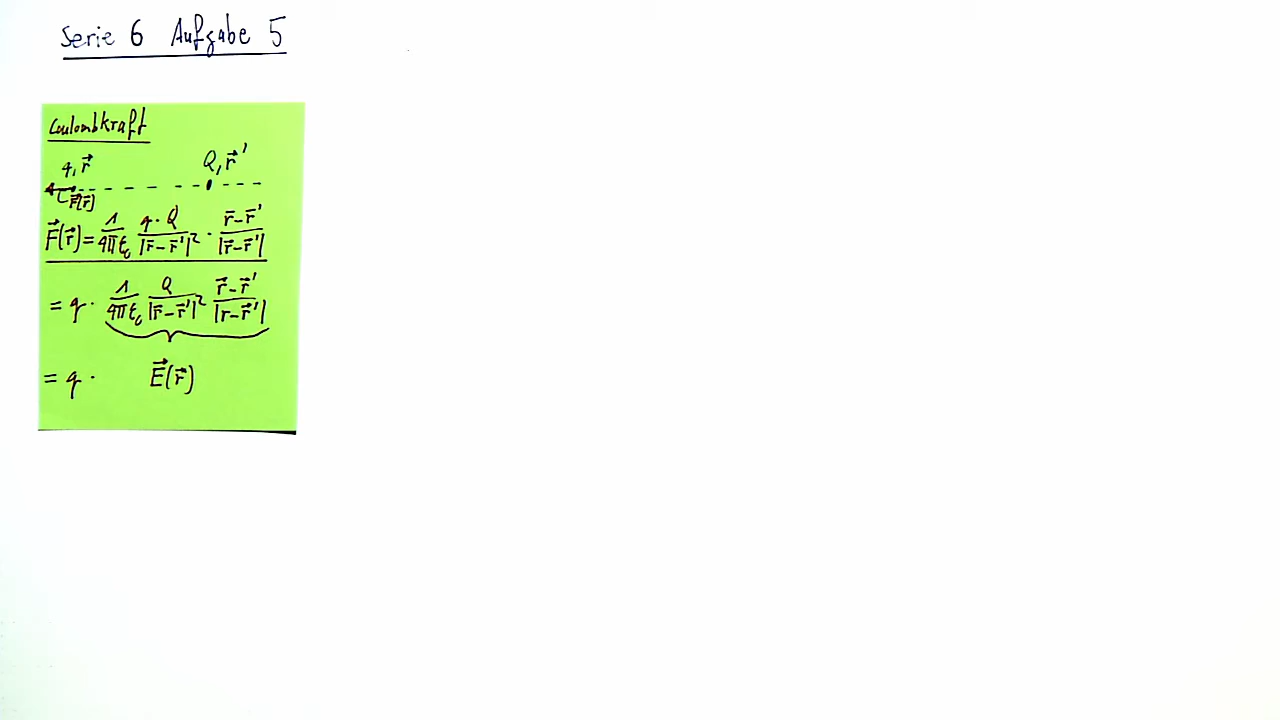 Serie 6 Aufgabe 5
Coulombkraft
q, r⃗ Q, r⃗'
F⃗(r⃗)
F⃗(r⃗) = 1/4πε₀ q·Q/|r⃗-r⃗'|² · r⃗-r⃗'/|r⃗-r⃗'|
= q · 1/4πε₀ Q/|r⃗-r⃗'|² r⃗-r⃗'/|r-r⃗'|
= q · E⃗(r⃗)